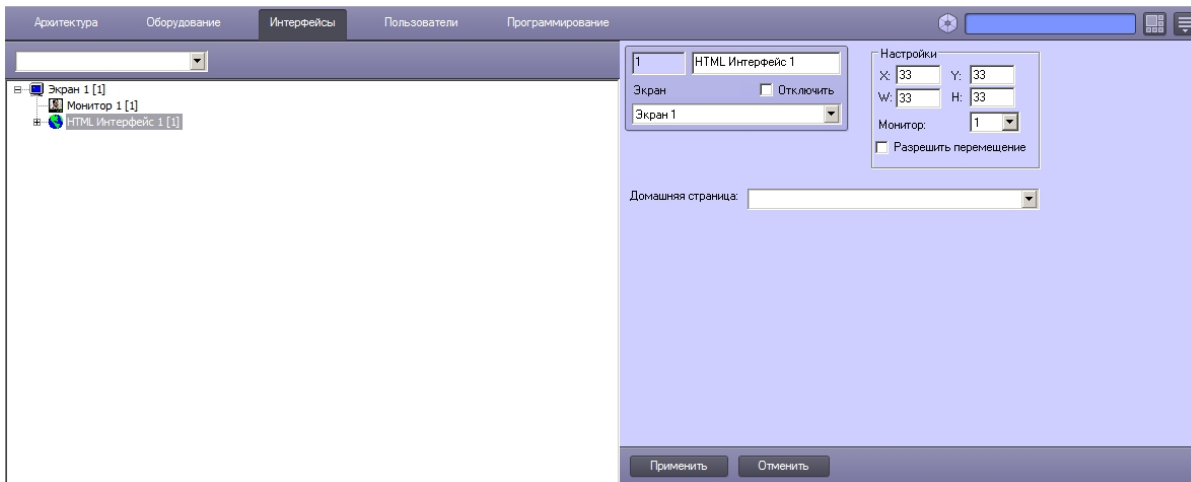 Архитектура Оборудование Интерфейсы Пользователи Программирование
Экран 1 [1]
Монитор 1 [1]
HTML Интерфейс 1 [1]
1 HTML Интерфейс 1
Экран Отключить
Экран 1
Настройки
X: 33 Y: 33
W: 33 H: 33
Монитор: 1
Разрешить перемещение
Домашняя страница:
Применить Отменить